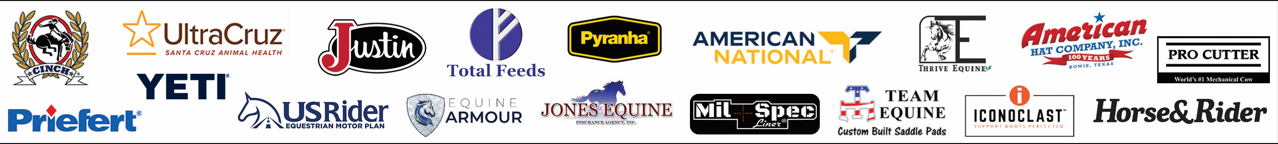 CINCH
UltraCruz®
SANTA CRUZ ANIMAL HEALTH
Justin
Total Feeds
Pyranha®
AMERICAN
NATIONAL®
E
THRIVE EQUINE
American
HAT COMPANY, INC.
100 YEARS
BOWIE, TEXAS
PRO CUTTER
World's #1 Mechanical Cow
YETI®
Priefert®
USRider
EQUESTRIAN MOTOR PLAN
EQUINE
ARMOUR
JONES EQUINE
INSURANCE AGENCY, INC.
Mil Spec
Liner®
TEAM
EQUINE
Custom Built Saddle Pads
i
ICONOCLAST™
SUPPORT BOOTS PERFECTED
Horse&Rider